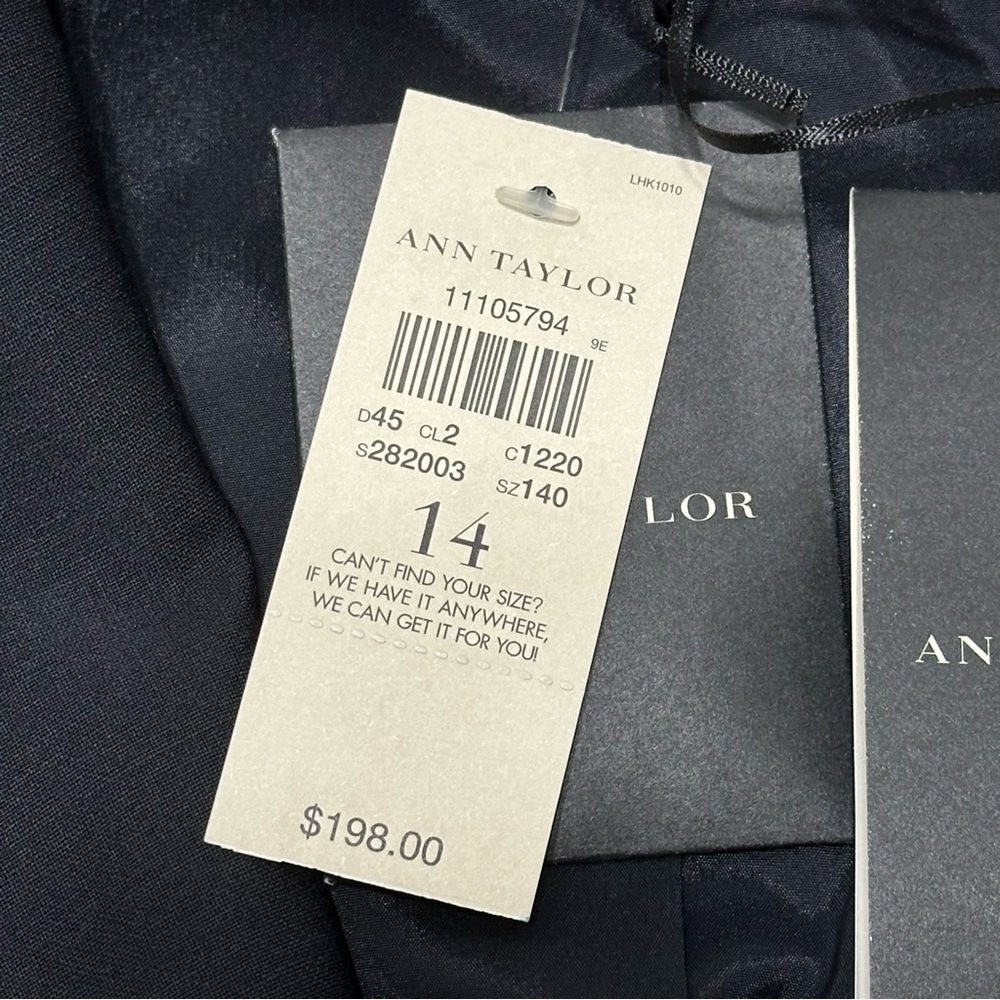 LHK1010
ANN TAYLOR
11105794
9E
D45 CL2 C1220
S282003 SZ140
14
CAN'T FIND YOUR SIZE?
IF WE HAVE IT ANYWHERE,
WE CAN GET IT FOR YOU!
$198.00
LOR
AN